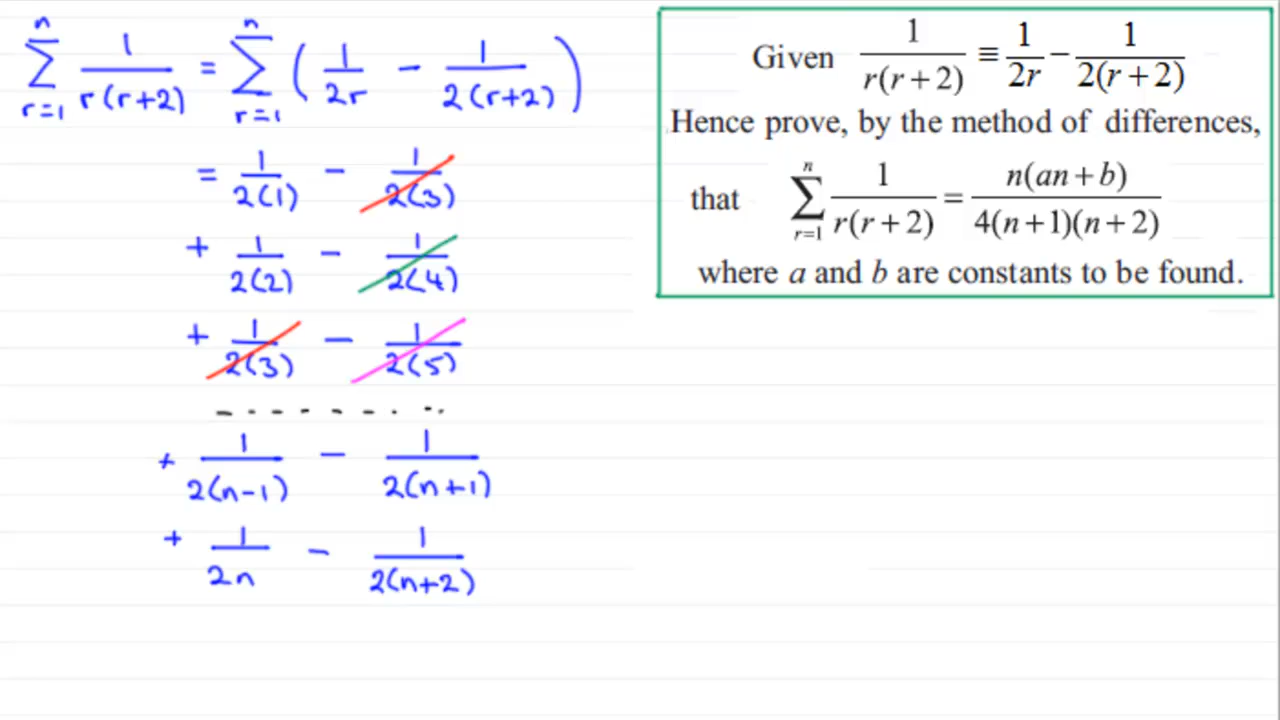 ∑_{r=1}^{n} 1/(r(r+2)) = ∑_{r=1}^{n} ( 1/(2r) − 1/(2(r+2)) )
= 1/(2(1)) − 1/(2(3))
+ 1/(2(2)) − 1/(2(4))
+ 1/(2(3)) − 1/(2(5))
- - - - - - - - -
+ 1/(2(n−1)) − 1/(2(n+1))
+ 1/(2n) − 1/(2(n+2))
Given 1/(r(r+2)) ≡ 1/(2r) − 1/(2(r+2))
Hence prove, by the method of differences,
that ∑_{r=1}^{n} 1/(r(r+2)) = n(an+b)/(4(n+1)(n+2))
where a and b are constants to be found.